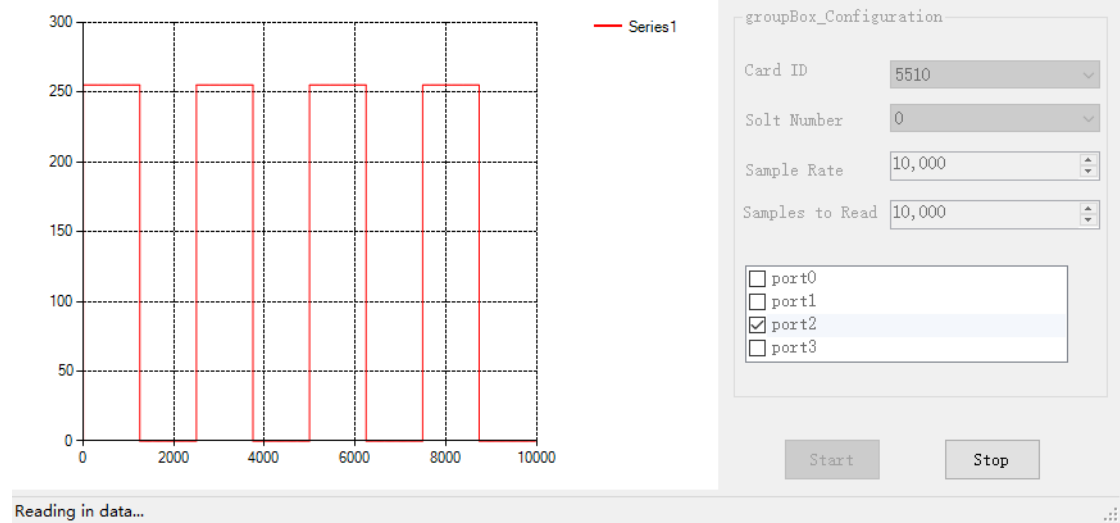 300
250
200
150
100
50
0
0 2000 4000 6000 8000 10000
Series1
groupBox_Configuration
Card ID 5510
Solt Number 0
Sample Rate 10,000
Samples to Read 10,000
port0
port1
port2
port3
Start Stop
Reading in data...